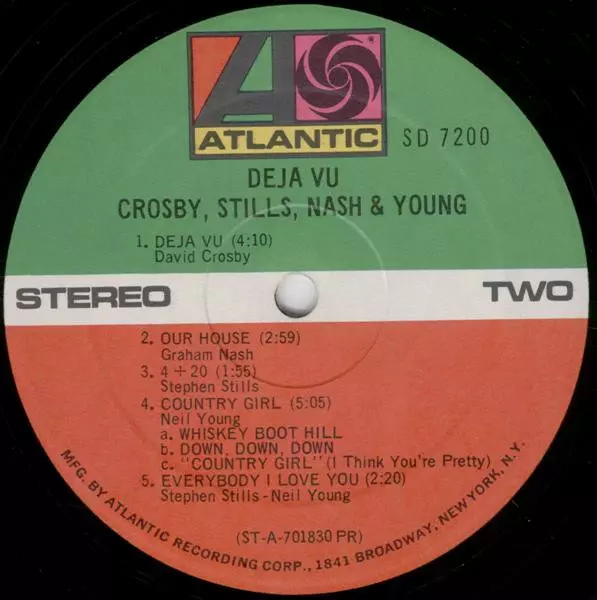 ATLANTIC
SD 7200
DEJA VU
CROSBY, STILLS, NASH & YOUNG
1. DEJA VU (4:10)
David Crosby
STEREO
TWO
2. OUR HOUSE (2:59)
Graham Nash
3. 4 + 20 (1:55)
Stephen Stills
4. COUNTRY GIRL (5:05)
Neil Young
a. WHISKEY BOOT HILL
b. DOWN, DOWN, DOWN
c. "COUNTRY GIRL" (I Think You're Pretty)
5. EVERYBODY I LOVE YOU (2:20)
Stephen Stills - Neil Young
(ST-A-701830 PR)
MFG. BY ATLANTIC RECORDING CORP., 1841 BROADWAY, NEW YORK, N.Y.